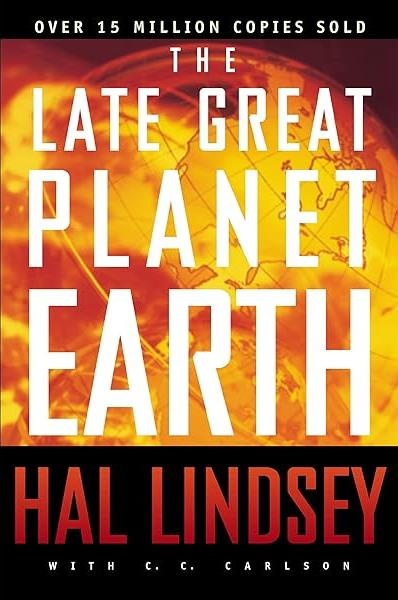 OVER 15 MILLION COPIES SOLD
THE
LATE GREAT
PLANET
EARTH
HAL LINDSEY
WITH C. C. CARLSON